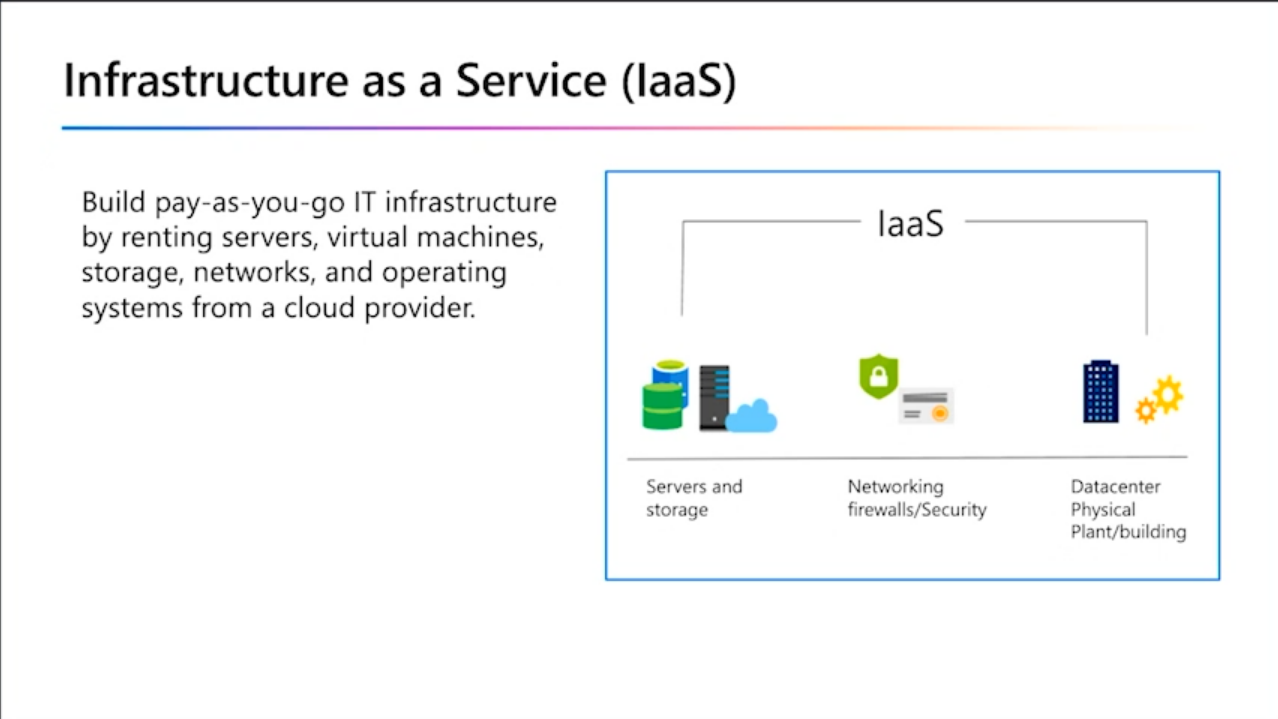 Infrastructure as a Service (IaaS)
Build pay-as-you-go IT infrastructure
by renting servers, virtual machines,
storage, networks, and operating
systems from a cloud provider.
IaaS
Servers and
storage
Networking
firewalls/Security
Datacenter
Physical
Plant/building